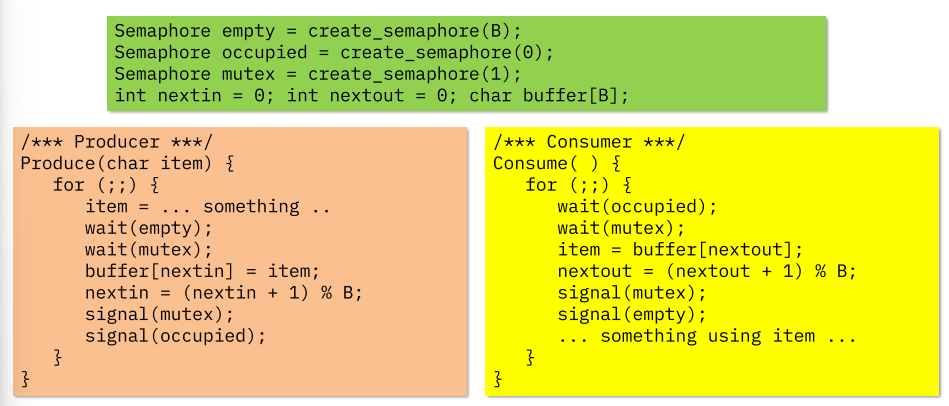 Semaphore empty = create_semaphore(B);
Semaphore occupied = create_semaphore(0);
Semaphore mutex = create_semaphore(1);
int nextin = 0; int nextout = 0; char buffer[B];
/*** Producer ***/
Produce(char item) {
   for (;;) {
      item = ... something ..
      wait(empty);
      wait(mutex);
      buffer[nextin] = item;
      nextin = (nextin + 1) % B;
      signal(mutex);
      signal(occupied);
   }
}
/*** Consumer ***/
Consume( ) {
   for (;;) {
      wait(occupied);
      wait(mutex);
      item = buffer[nextout];
      nextout = (nextout + 1) % B;
      signal(mutex);
      signal(empty);
      ... something using item ...
   }
}